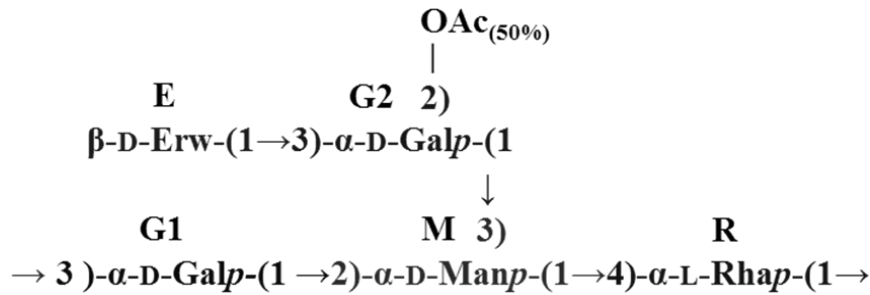 OAc(50%)
|
E G2 2)
β-D-Erw-(1→3)-α-D-Galp-(1
↓
G1 M 3) R
→ 3 )-α-D-Galp-(1 →2)-α-D-Manp-(1→4)-α-L-Rhap-(1→